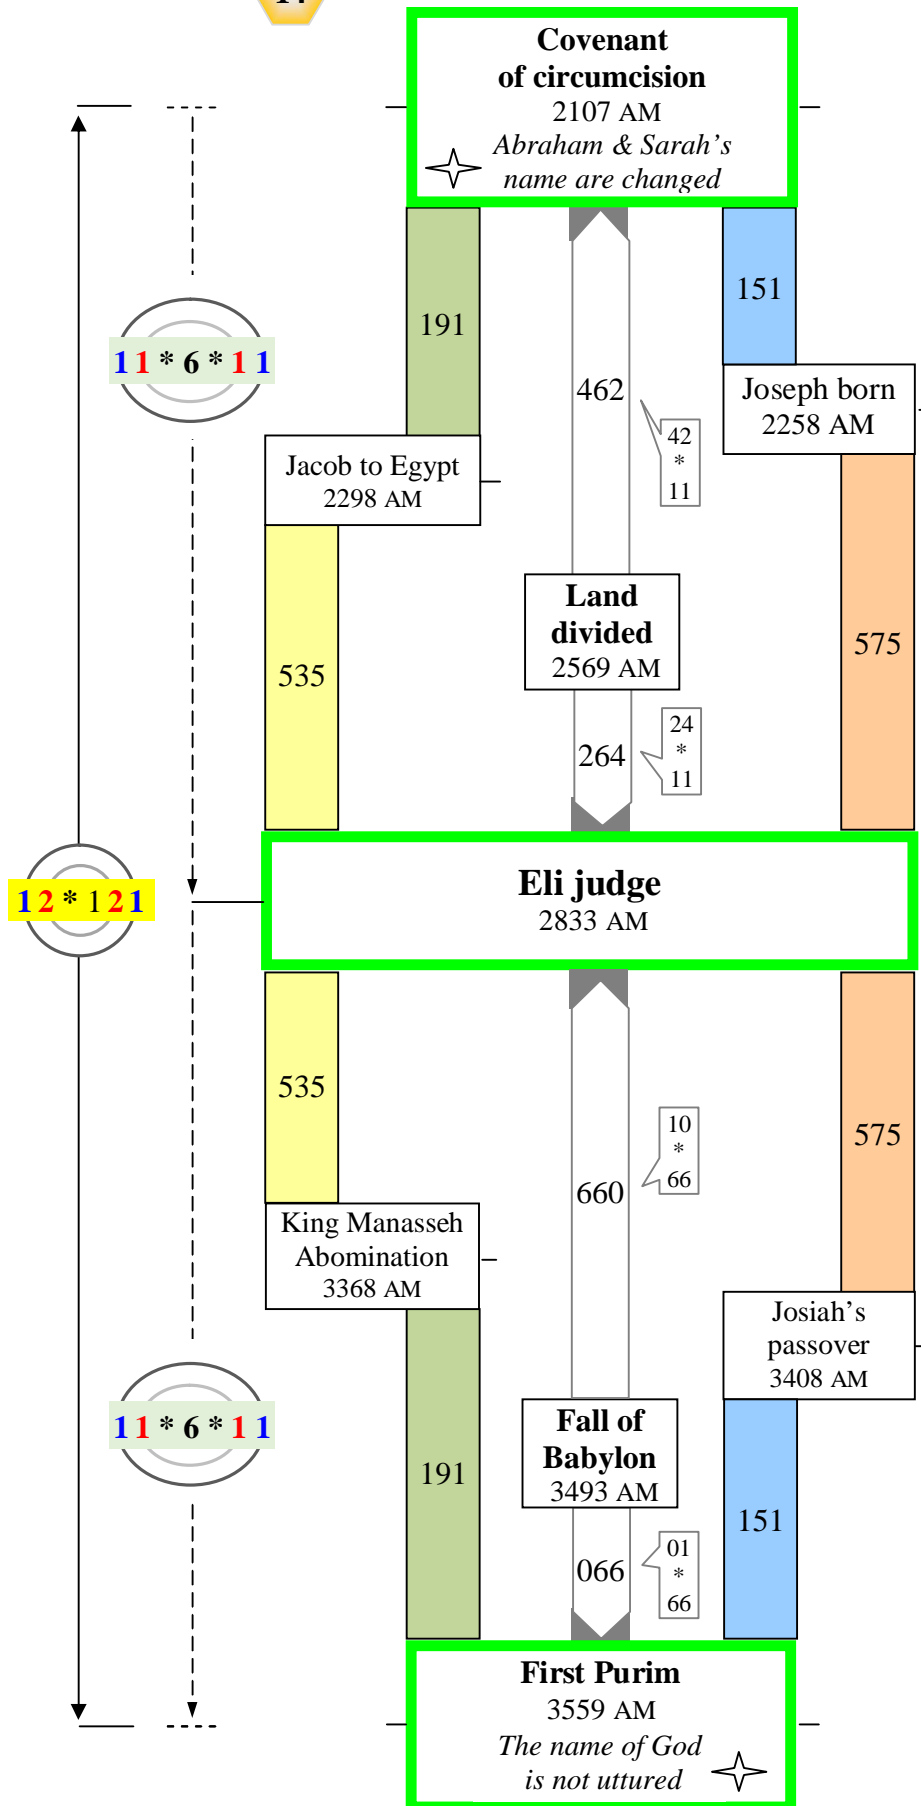 Covenant
of circumcision
2107 AM
Abraham & Sarah's
name are changed
191
462
151
11 * 6 * 11
Joseph born
2258 AM
42
*
11
Jacob to Egypt
2298 AM
Land
divided
2569 AM
535
575
264
24
*
11
Eli judge
2833 AM
12 * 121
535
660
10
*
66
575
King Manasseh
Abomination
3368 AM
Josiah's
passover
3408 AM
11 * 6 * 11
191
Fall of
Babylon
3493 AM
151
066
01
*
66
First Purim
3559 AM
The name of God
is not uttured